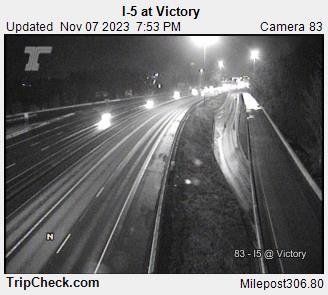 I-5 at Victory
Updated Nov 07 2023 7:53 PM Camera 83
T
N
83 - I5 @ Victory
TripCheck.com Milepost306.80